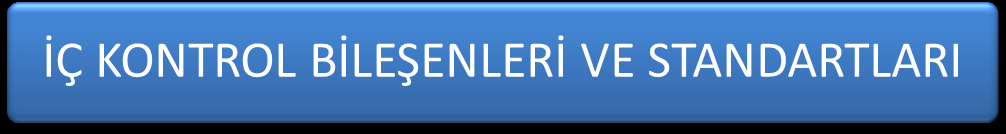 İÇ KONTROL BİLEŞENLERİ VE STANDARTLARI